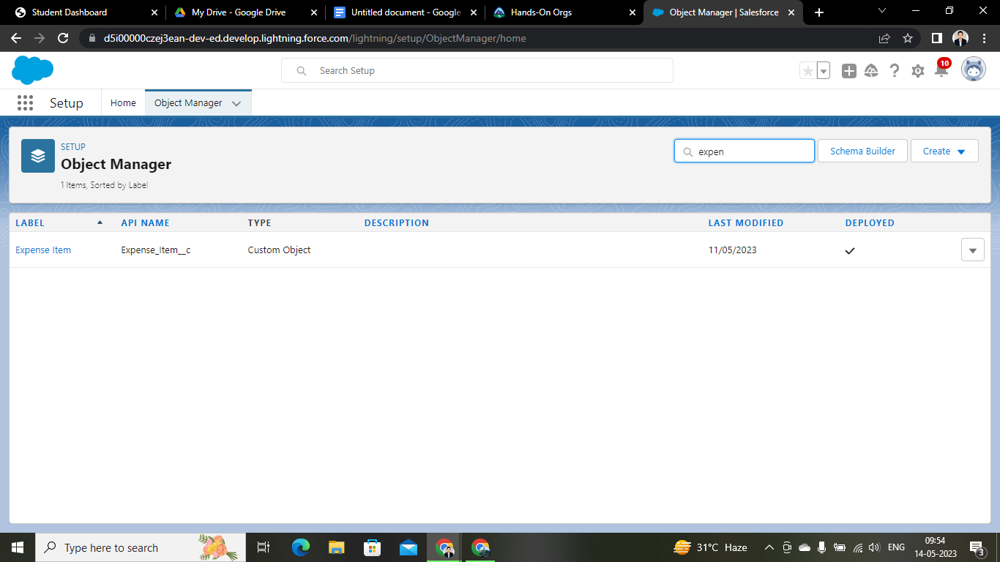 Student Dashboard
My Drive - Google Drive
Untitled document - Google
Hands-On Orgs
Object Manager | Salesforce
d5i00000czej3ean-dev-ed.develop.lightning.force.com/lightning/setup/ObjectManager/home
Search Setup
10
Setup
Home
Object Manager
SETUP
Object Manager
1 Items, Sorted by Label
expen
Schema Builder
Create
LABEL API NAME TYPE DESCRIPTION LAST MODIFIED DEPLOYED
Expense Item Expense_Item__c Custom Object 11/05/2023
Type here to search
31°C Haze
ENG
09:54
14-05-2023
3